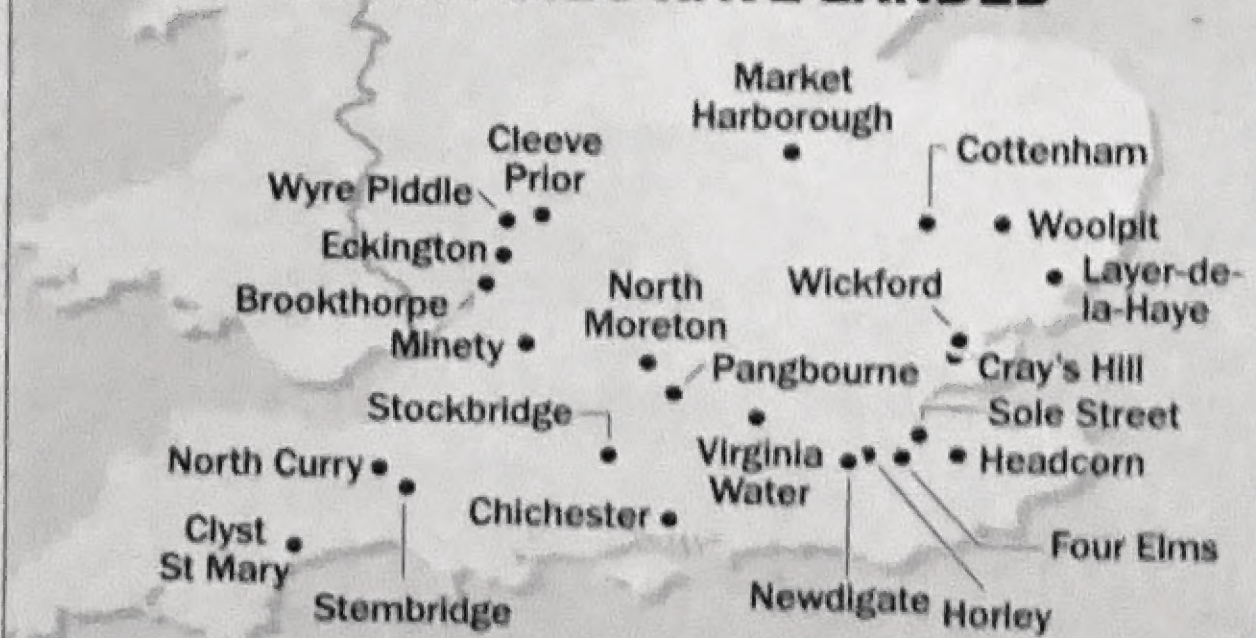 Market
Harborough
Cottenham
Cleeve
Prior
Wyre Piddle
Woolpit
Eckington
Layer-de-
la-Haye
Wickford
North
Moreton
Brookthorpe
Minety
Pangbourne
Cray's Hill
Stockbridge
Sole Street
Virginia
Water
Headcorn
North Curry
Chichester
Clyst
St Mary
Four Elms
Stembridge
Newdigate
Horley